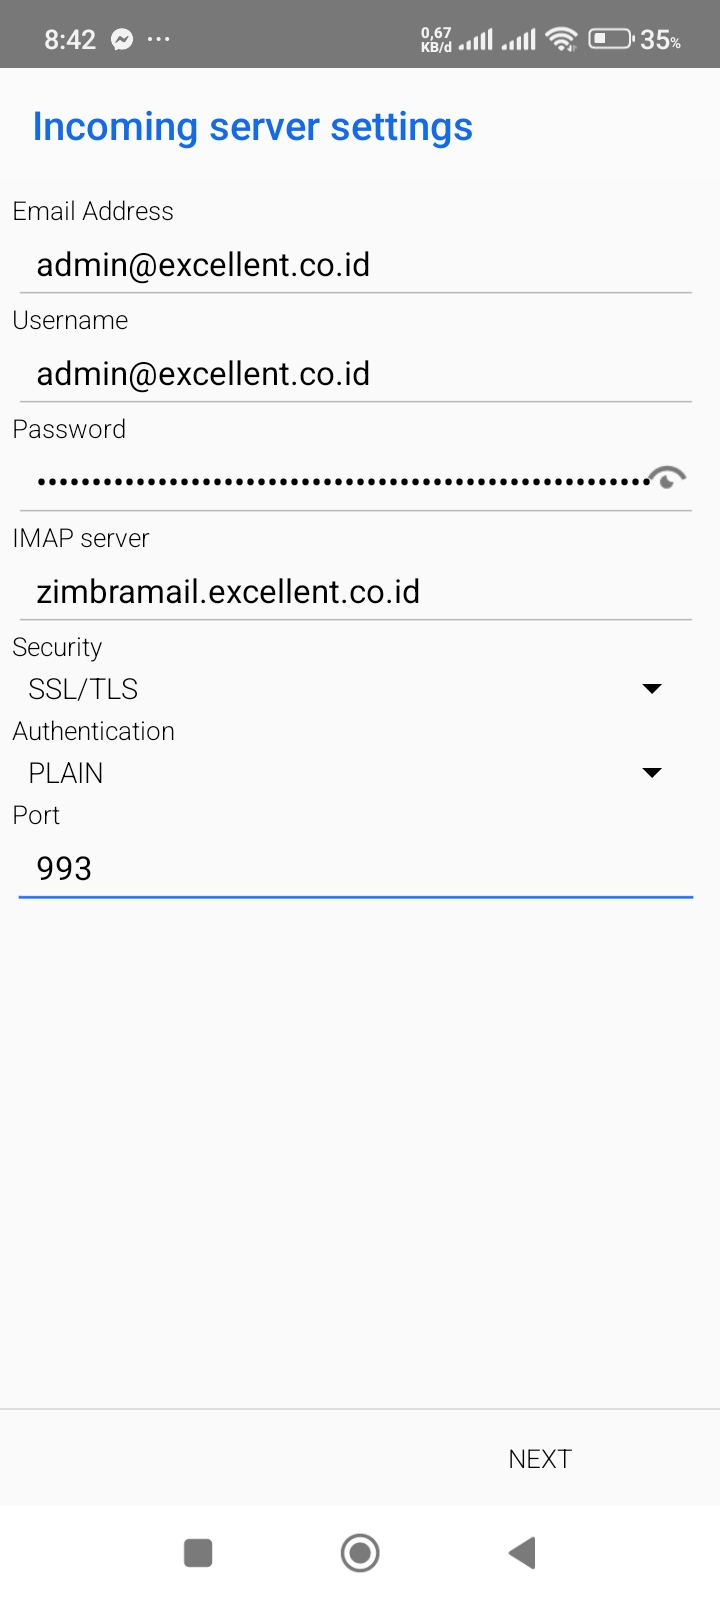 8:42 ··· 0,67 KB/d 35%
Incoming server settings
Email Address
admin@excellent.co.id
Username
admin@excellent.co.id
Password
••••••••••••••••••••••••••••••••••••••••••••••••••••••••
IMAP server
zimbramail.excellent.co.id
Security
SSL/TLS
Authentication
PLAIN
Port
993
NEXT